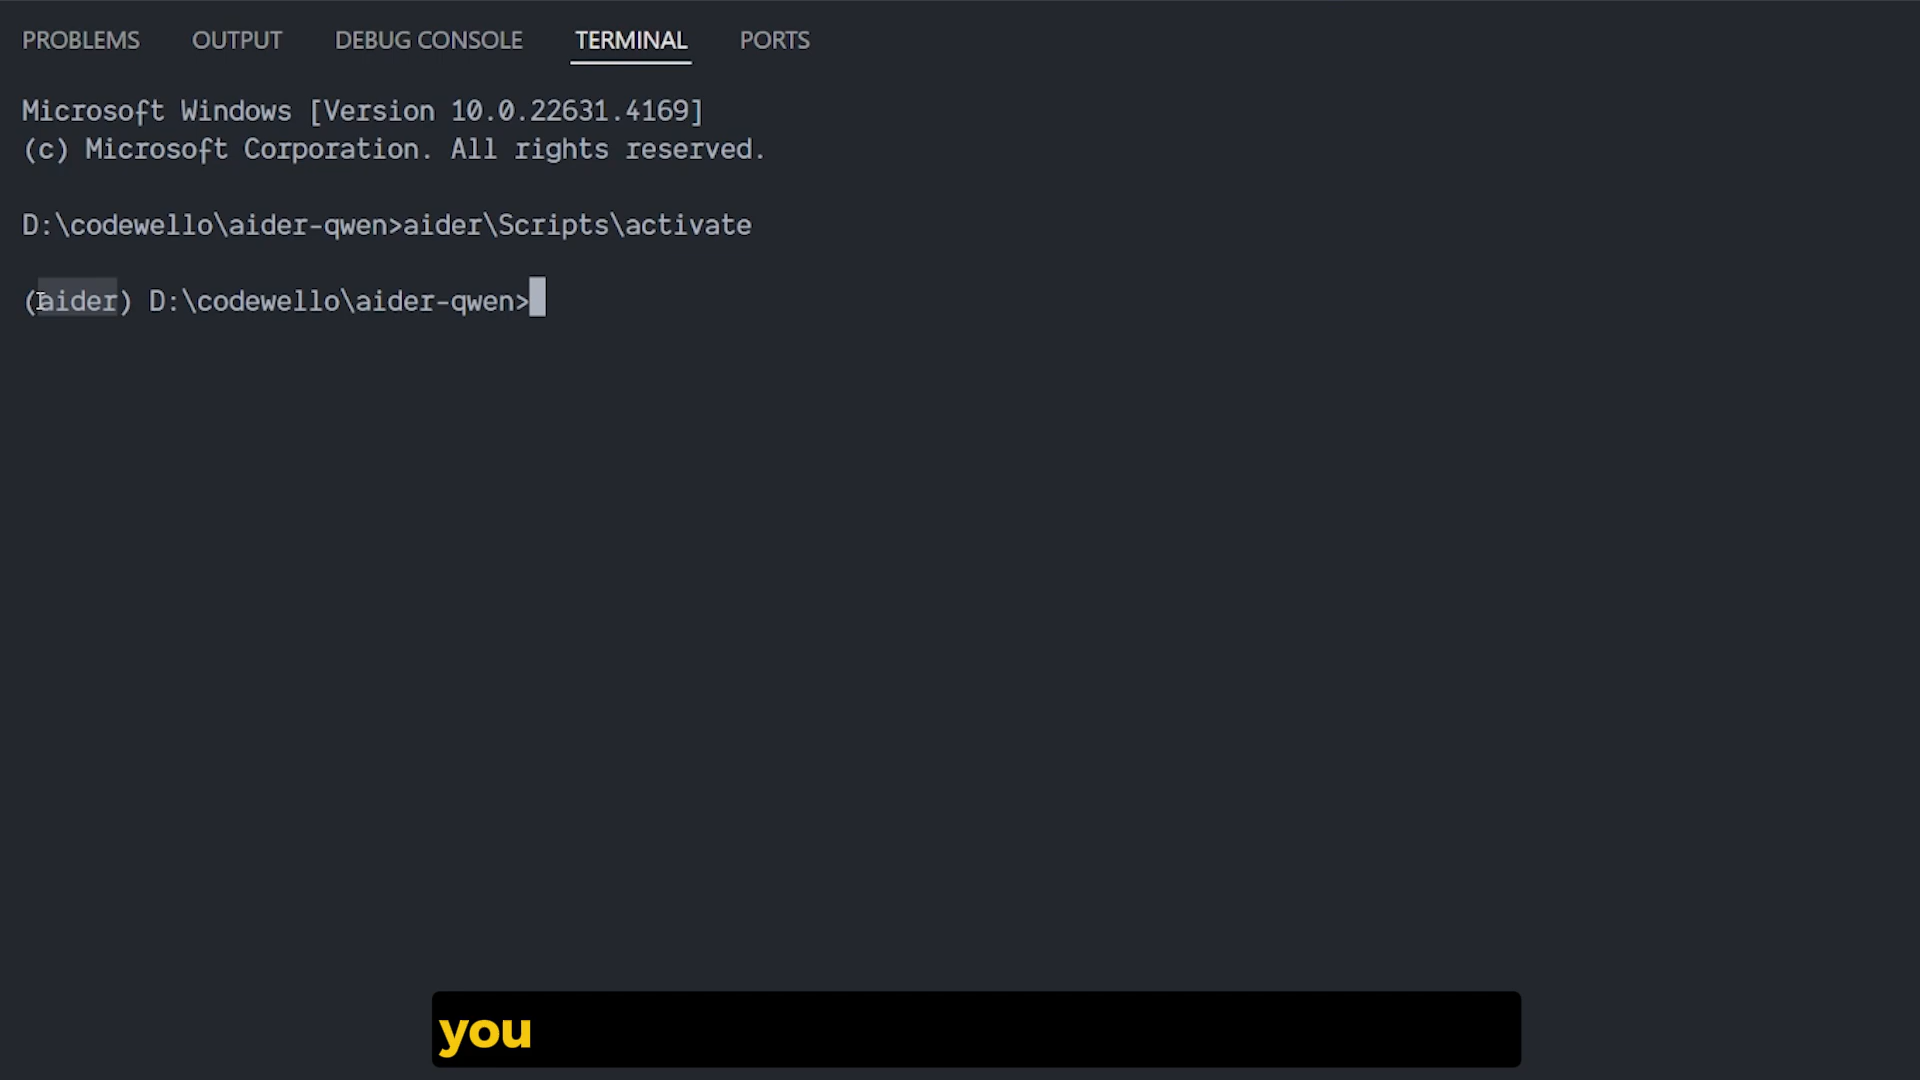 PROBLEMS OUTPUT DEBUG CONSOLE TERMINAL PORTS
Microsoft Windows [Version 10.0.22631.4169]
(c) Microsoft Corporation. All rights reserved.
D:\codewello\aider-qwen>aider\Scripts\activate
(aider) D:\codewello\aider-qwen>
you